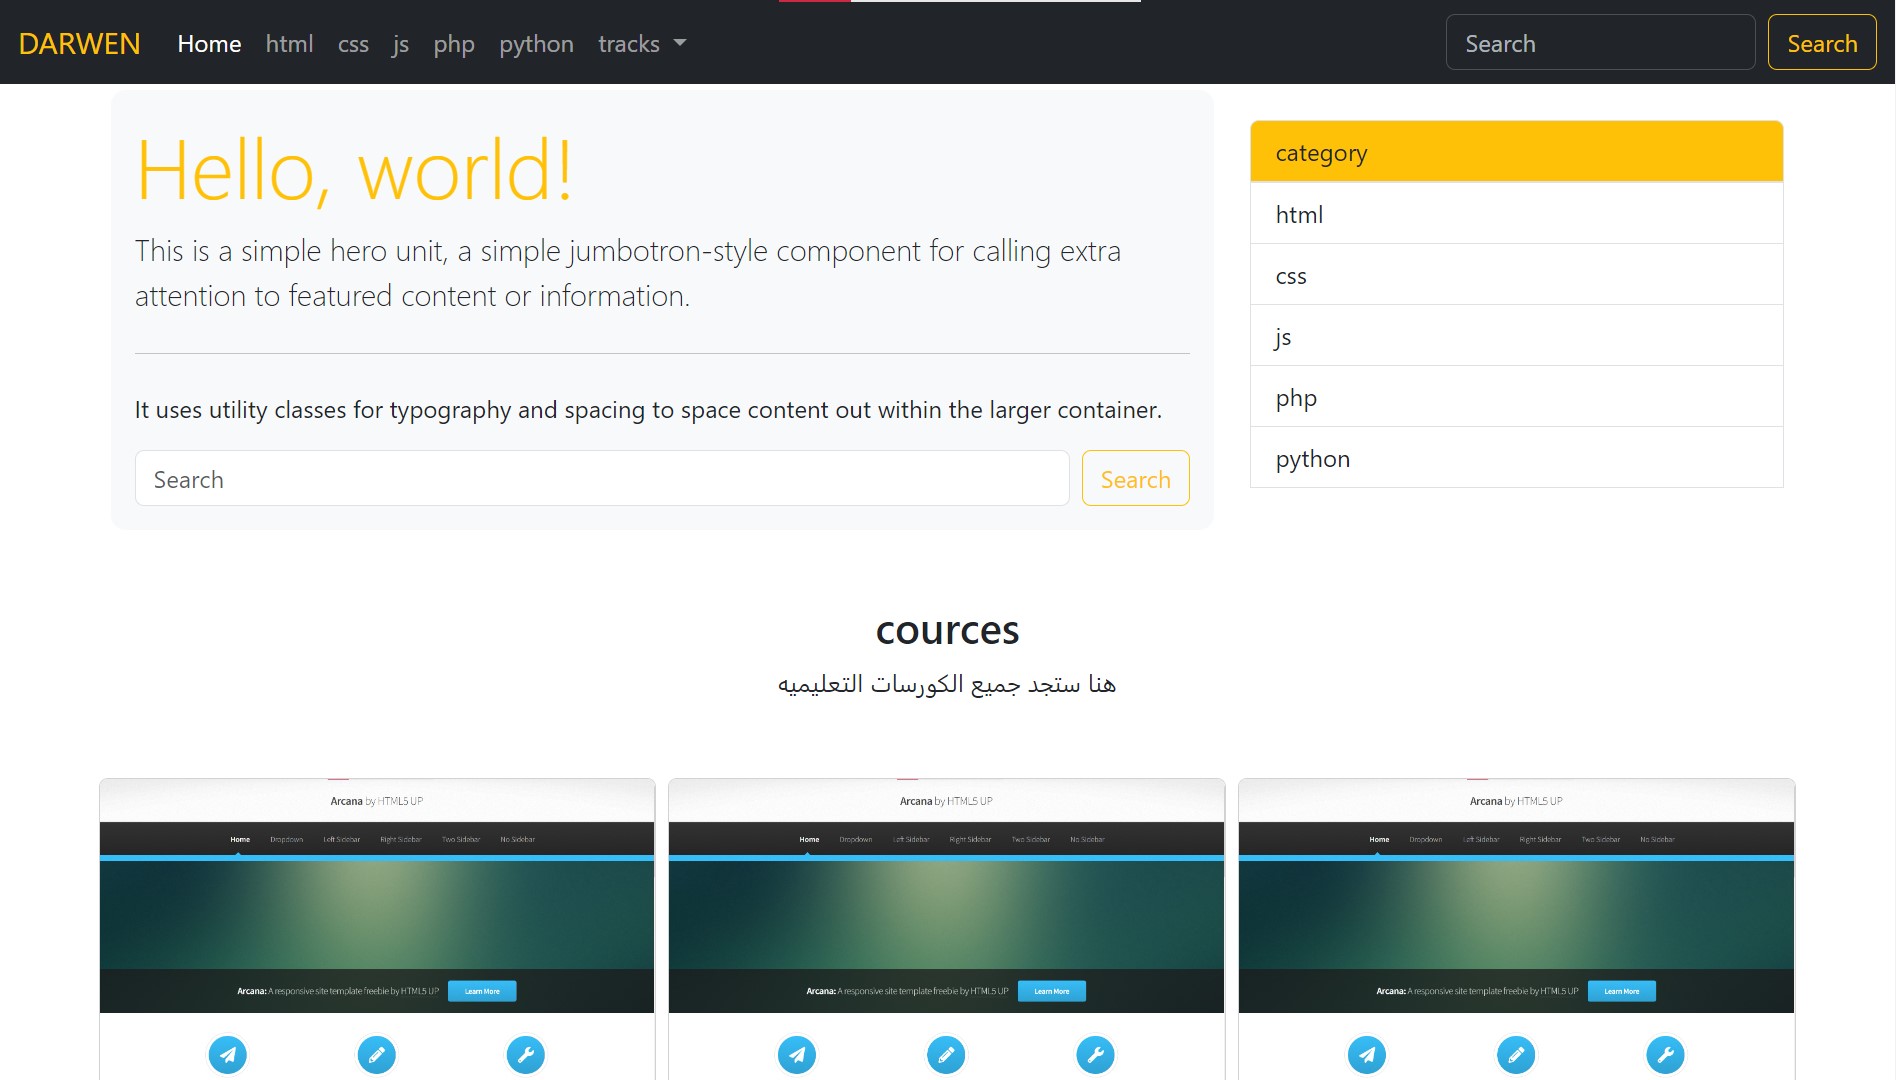 DARWEN Home html css js php python tracks Search Search
Hello, world!
This is a simple hero unit, a simple jumbotron-style component for calling extra
attention to featured content or information.
It uses utility classes for typography and spacing to space content out within the larger container.
Search Search
category
html
css
js
php
python
cources
هنا ستجد جميع الكورسات التعليميه
Arcana by HTML5 UP
Home Dropdown Left Sidebar Right Sidebar Two Sidebar No Sidebar
Arcana: A responsive site template freebie by HTML5 UP Learn More
Arcana by HTML5 UP
Home Dropdown Left Sidebar Right Sidebar Two Sidebar No Sidebar
Arcana: A responsive site template freebie by HTML5 UP Learn More
Arcana by HTML5 UP
Home Dropdown Left Sidebar Right Sidebar Two Sidebar No Sidebar
Arcana: A responsive site template freebie by HTML5 UP Learn More